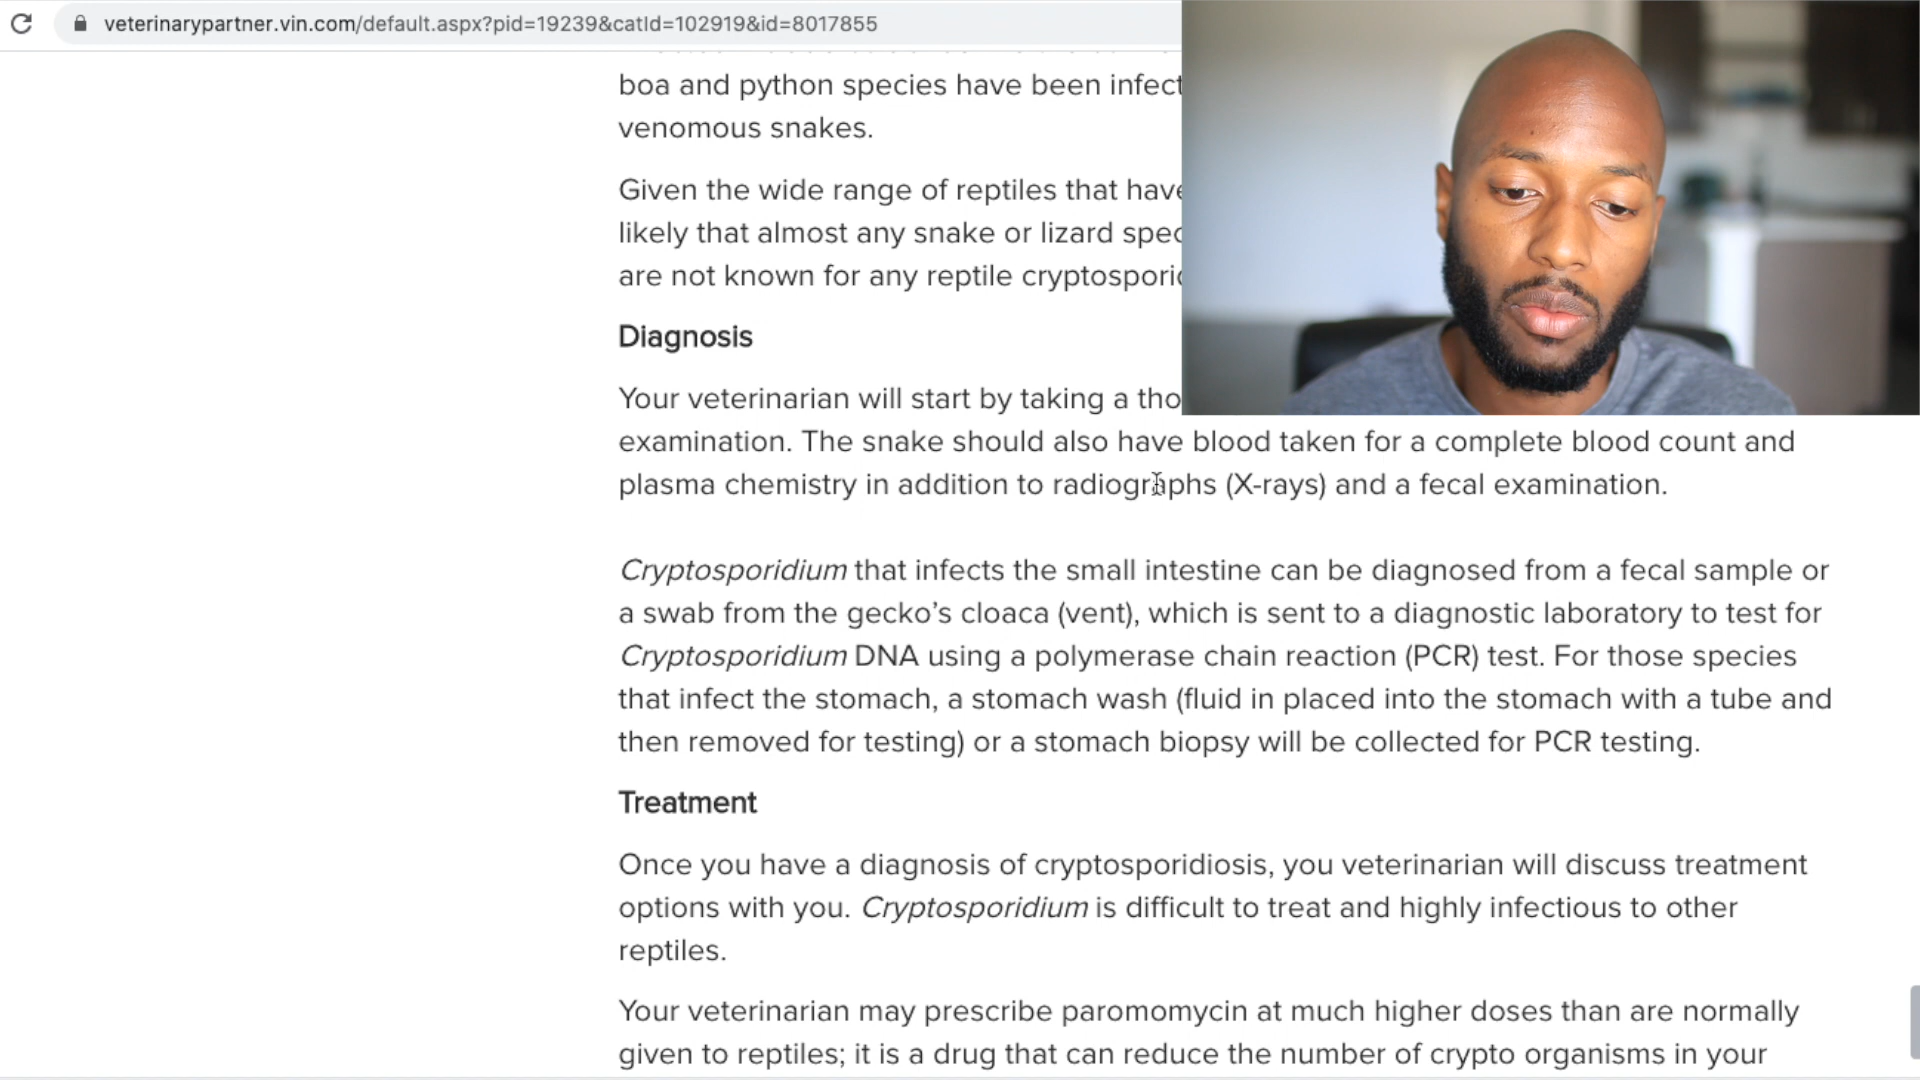 veterinarypartner.vin.com/default.aspx?pid=19239&catId=102919&id=8017855
boa and python species have been infect
venomous snakes.
Given the wide range of reptiles that have
likely that almost any snake or lizard spec
are not known for any reptile cryptospori
Diagnosis
Your veterinarian will start by taking a tho
examination. The snake should also have blood taken for a complete blood count and
plasma chemistry in addition to radiographs (X-rays) and a fecal examination.
Cryptosporidium that infects the small intestine can be diagnosed from a fecal sample or
a swab from the gecko’s cloaca (vent), which is sent to a diagnostic laboratory to test for
Cryptosporidium DNA using a polymerase chain reaction (PCR) test. For those species
that infect the stomach, a stomach wash (fluid in placed into the stomach with a tube and
then removed for testing) or a stomach biopsy will be collected for PCR testing.
Treatment
Once you have a diagnosis of cryptosporidiosis, you veterinarian will discuss treatment
options with you. Cryptosporidium is difficult to treat and highly infectious to other
reptiles.
Your veterinarian may prescribe paromomycin at much higher doses than are normally
given to reptiles; it is a drug that can reduce the number of crypto organisms in your